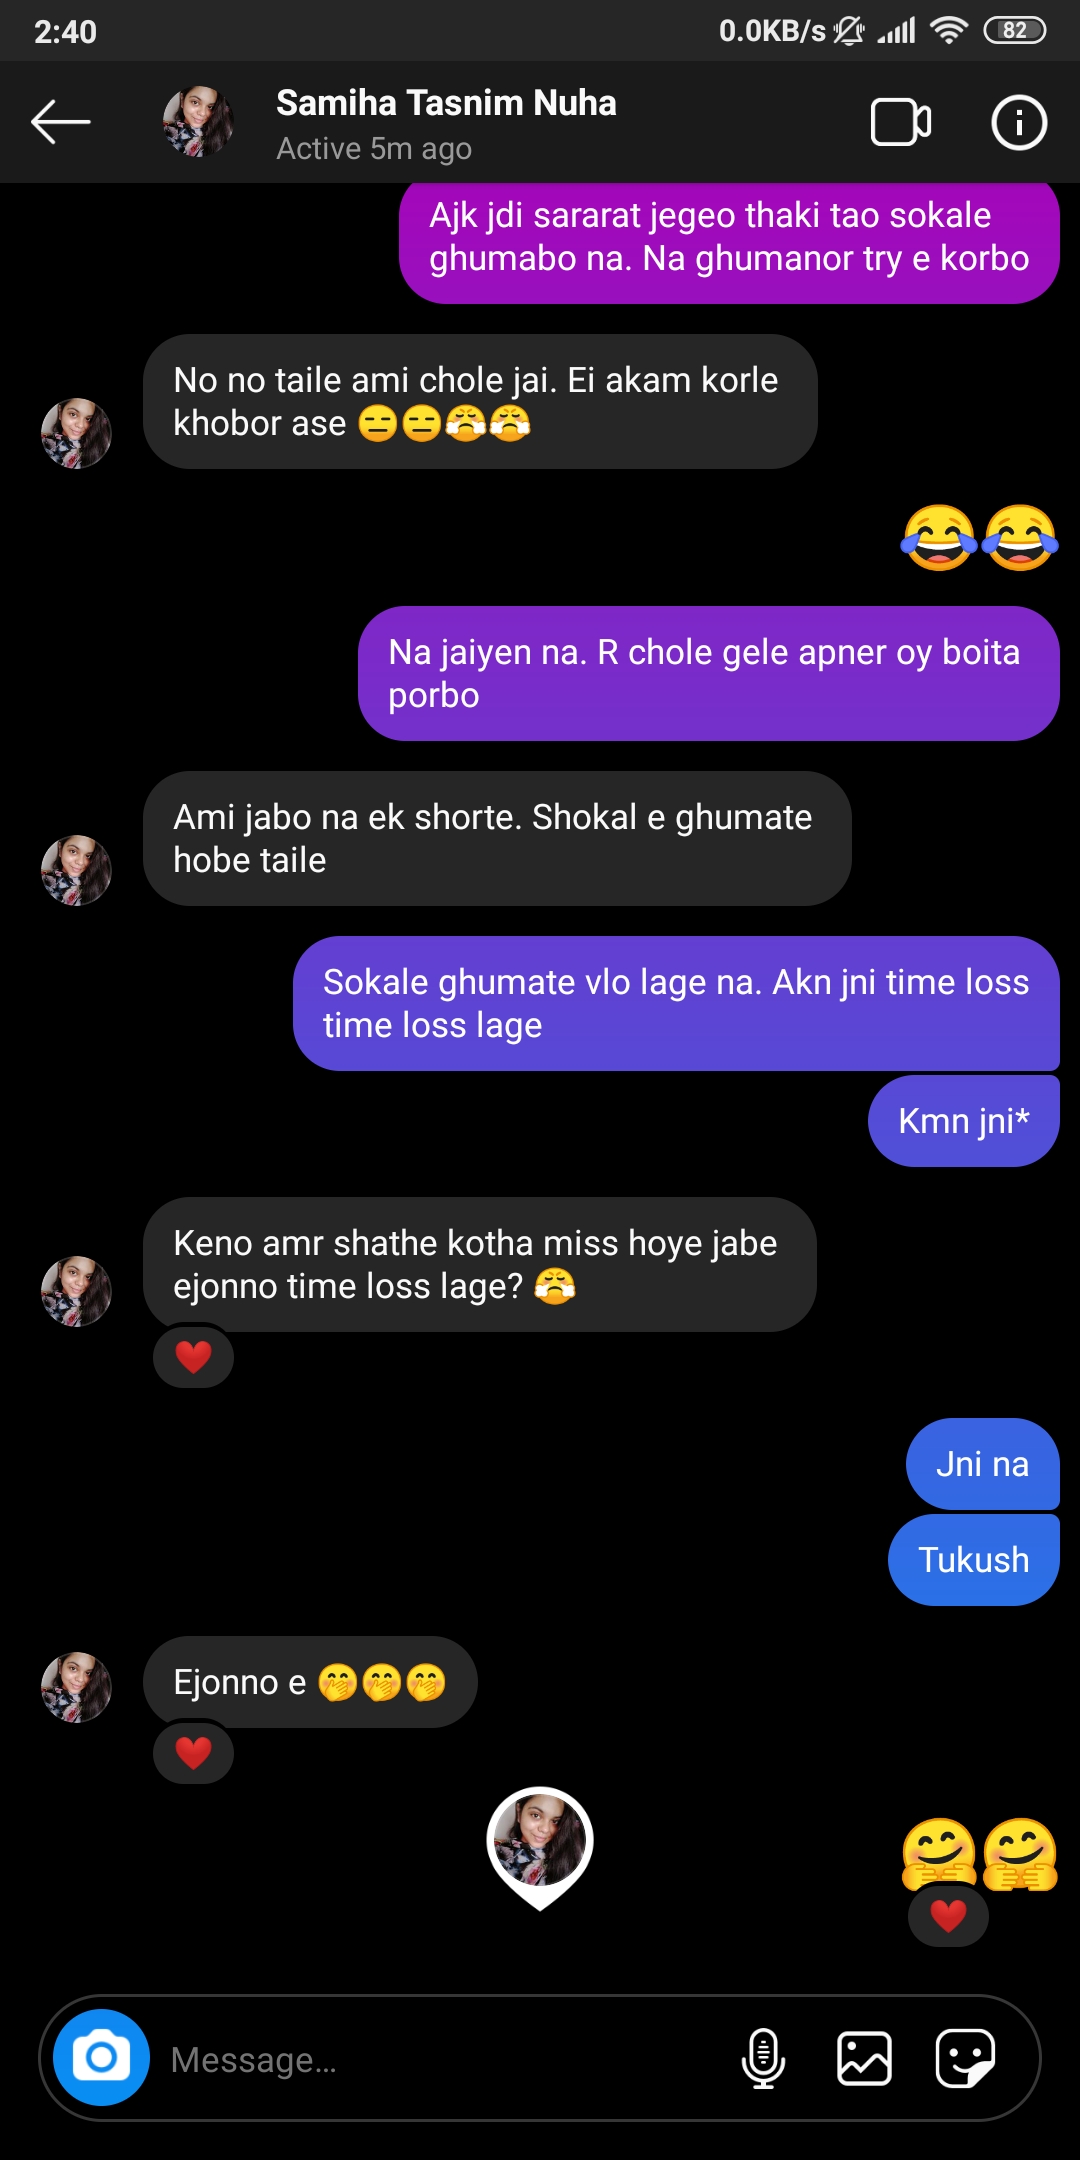 2:40
0.0KB/s 82
Samiha Tasnim Nuha
Active 5m ago
Ajk jdi sararat jegeo thaki tao sokale
ghumabo na. Na ghumanor try e korbo
No no taile ami chole jai. Ei akam korle
khobor ase 😑😑😤😤
😂😂
Na jaiyen na. R chole gele apner oy boita
porbo
Ami jabo na ek shorte. Shokal e ghumate
hobe taile
Sokale ghumate vlo lage na. Akn jni time loss
time loss lage
Kmn jni*
Keno amr shathe kotha miss hoye jabe
ejonno time loss lage? 😤
❤️
Jni na
Tukush
Ejonno e 🤭🤭🤭
❤️
🤗🤗
❤️
Message...